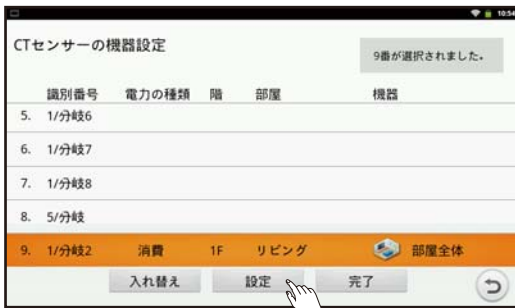 10:54
CTセンサーの機器設定
9番が選択されました。
識別番号 電力の種類 階 部屋 機器
5. 1/分岐6
6. 1/分岐7
7. 1/分岐8
8. 5/分岐
9. 1/分岐2 消費 1F リビング 部屋全体
入れ替え 設定 完了